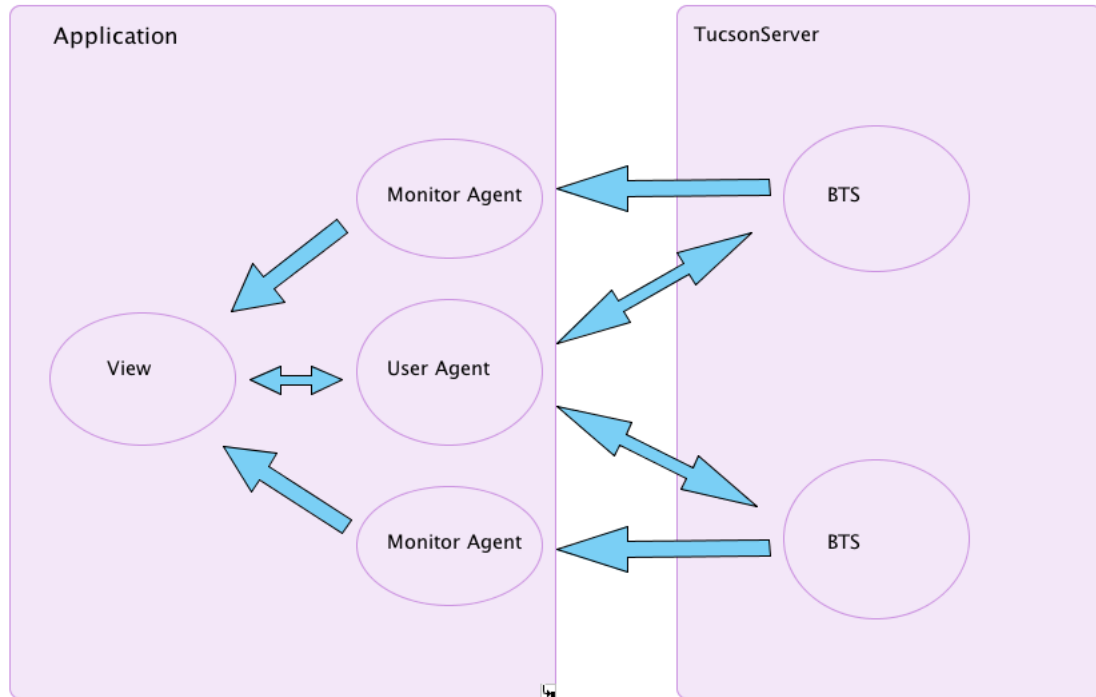 Application
TucsonServer
Monitor Agent
BTS
View
User Agent
Monitor Agent
BTS